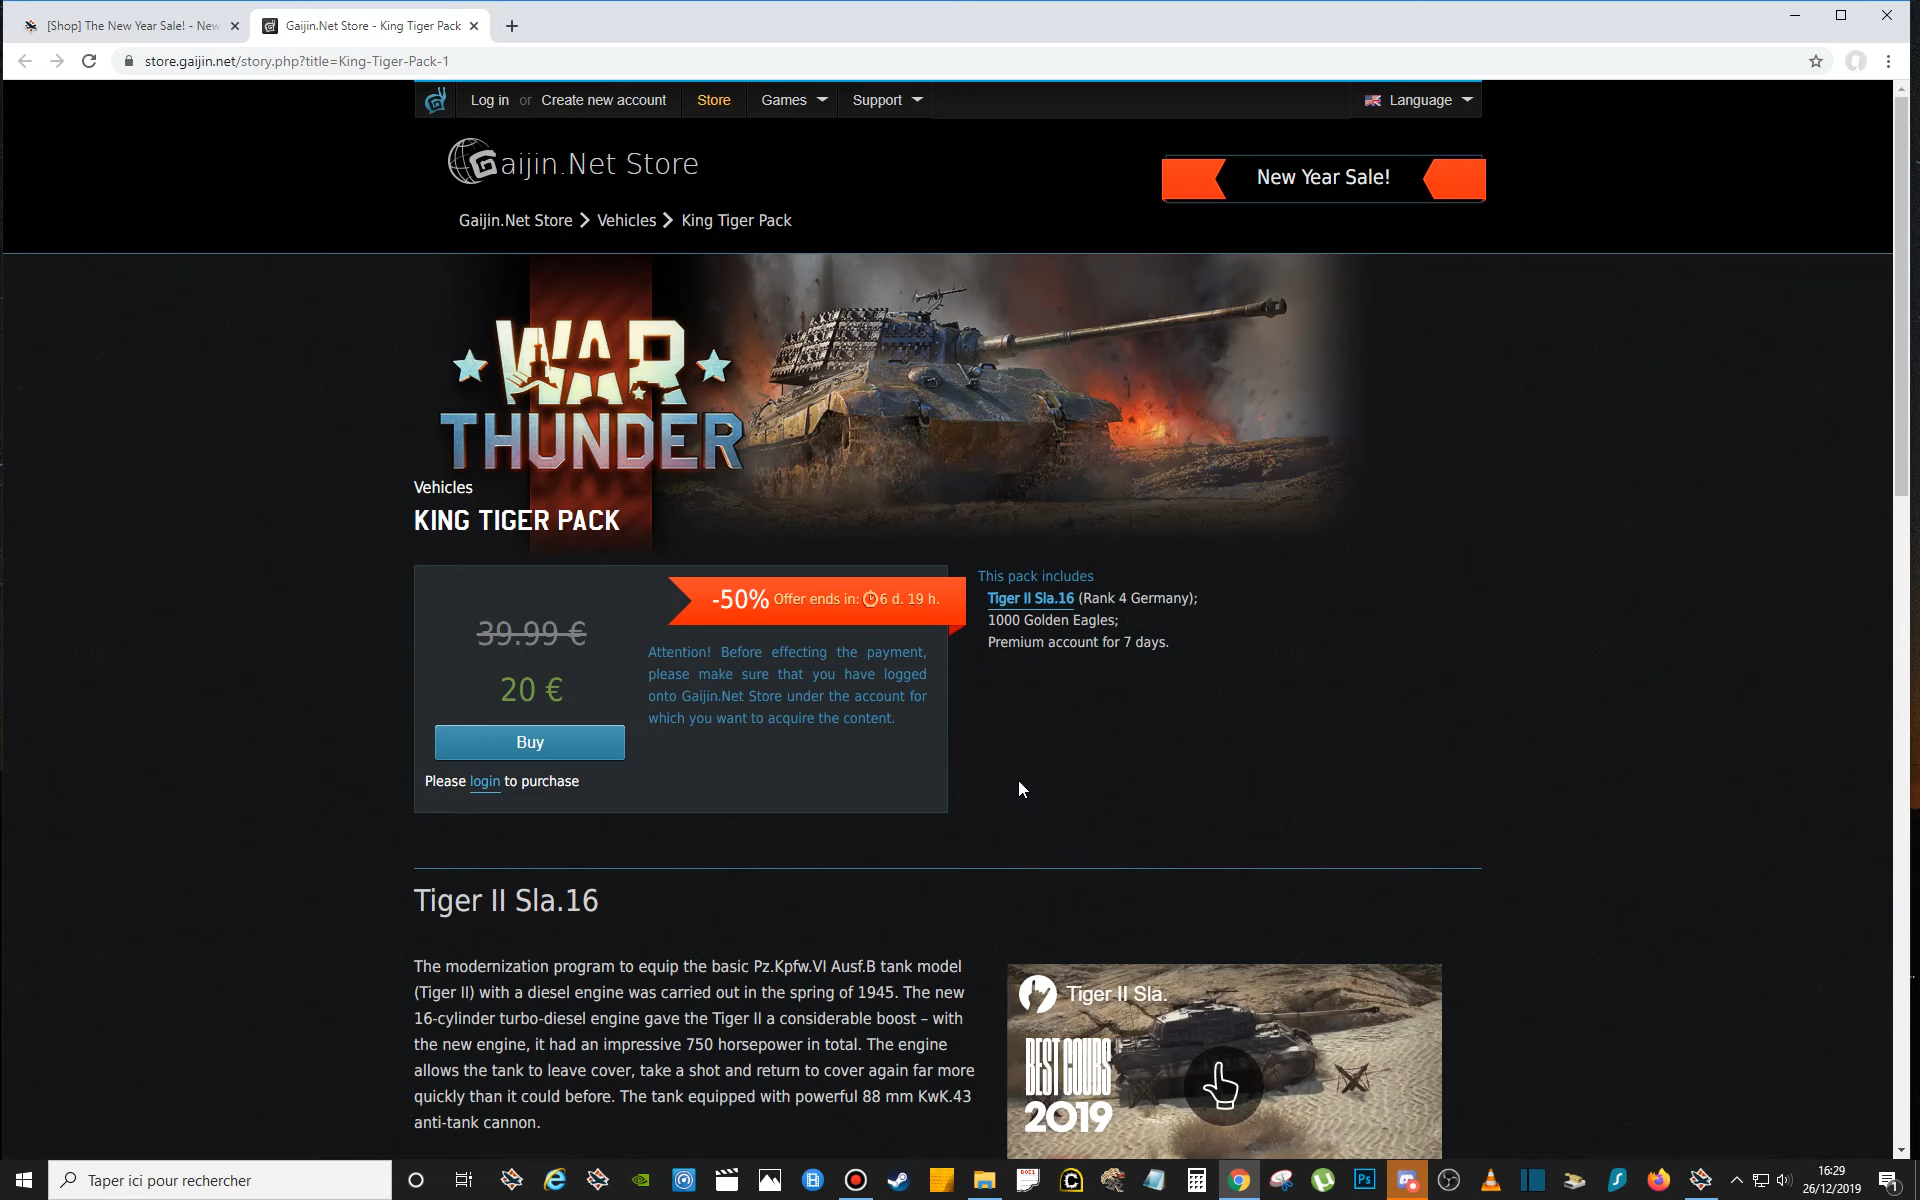 [Shop] The New Year Sale! - New
Gaijin.Net Store - King Tiger Pack
store.gaijin.net/story.php?title=King-Tiger-Pack-1
Log in or Create new account Store Games Support Language
Gaijin.Net Store
New Year Sale!
Gaijin.Net Store Vehicles King Tiger Pack
WAR
THUNDER
Vehicles
KING TIGER PACK
-50% Offer ends in: 6 d. 19 h.
39.99 €
20 €
Buy
Please login to purchase
Attention! Before effecting the payment,
please make sure that you have logged
onto Gaijin.Net Store under the account for
which you want to acquire the content.
This pack includes
Tiger II Sla.16 (Rank 4 Germany);
1000 Golden Eagles;
Premium account for 7 days.
Tiger II Sla.16
The modernization program to equip the basic Pz.Kpfw.VI Ausf.B tank model
(Tiger II) with a diesel engine was carried out in the spring of 1945. The new
16-cylinder turbo-diesel engine gave the Tiger II a considerable boost – with
the new engine, it had an impressive 750 horsepower in total. The engine
allows the tank to leave cover, take a shot and return to cover again far more
quickly than it could before. The tank equipped with powerful 88 mm KwK.43
anti-tank cannon.
Tiger II Sla.
2019
Taper ici pour rechercher
Ps
16:29
26/12/2019
1